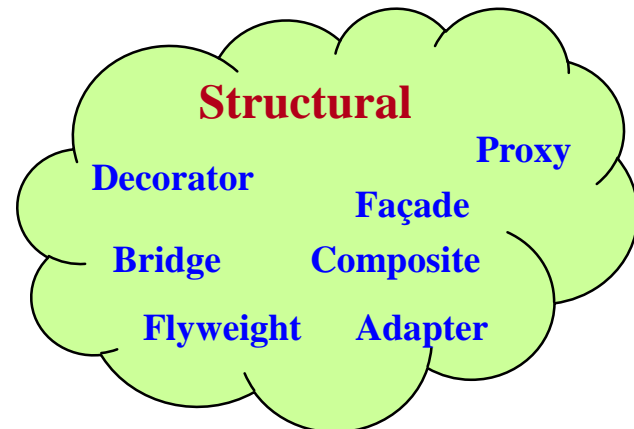 Structural
Proxy
Decorator
Façade
Bridge
Composite
Flyweight
Adapter